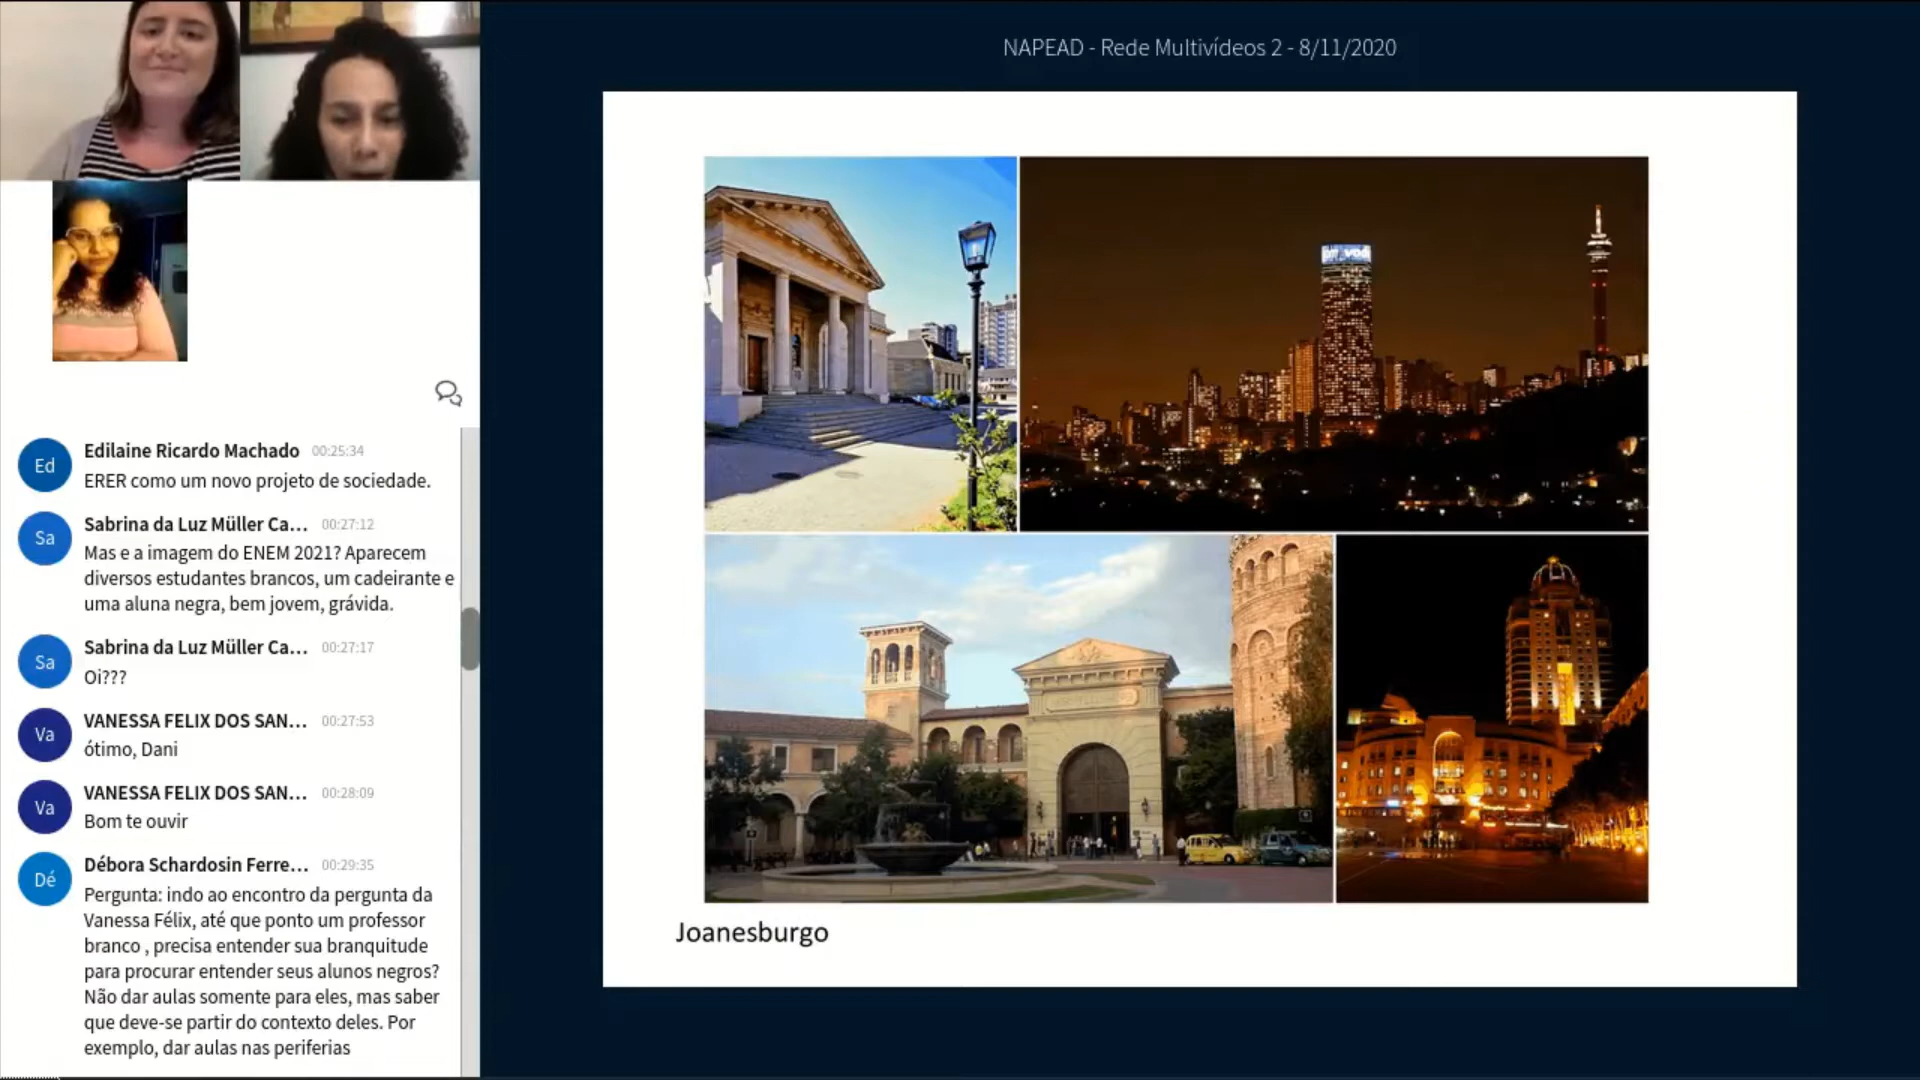 NAPEAD - Rede Multivídeos 2 - 8/11/2020
Ed
Edilaine Ricardo Machado 00:25:34
ERER como um novo projeto de sociedade.
Sa
Sabrina da Luz Müller Ca... 00:27:12
Mas e a imagem do ENEM 2021? Aparecem
diversos estudantes brancos, um cadeirante e
uma aluna negra, bem jovem, grávida.
Sa
Sabrina da Luz Müller Ca... 00:27:17
Oi???
Va
VANESSA FELIX DOS SAN... 00:27:53
ótimo, Dani
Va
VANESSA FELIX DOS SAN... 00:28:09
Bom te ouvir
Dé
Débora Schardosin Ferre... 00:29:35
Pergunta: indo ao encontro da pergunta da
Vanessa Félix, até que ponto um professor
branco , precisa entender sua branquitude
para procurar entender seus alunos negros?
Não dar aulas somente para eles, mas saber
que deve-se partir do contexto deles. Por
exemplo, dar aulas nas periferias
Joanesburgo